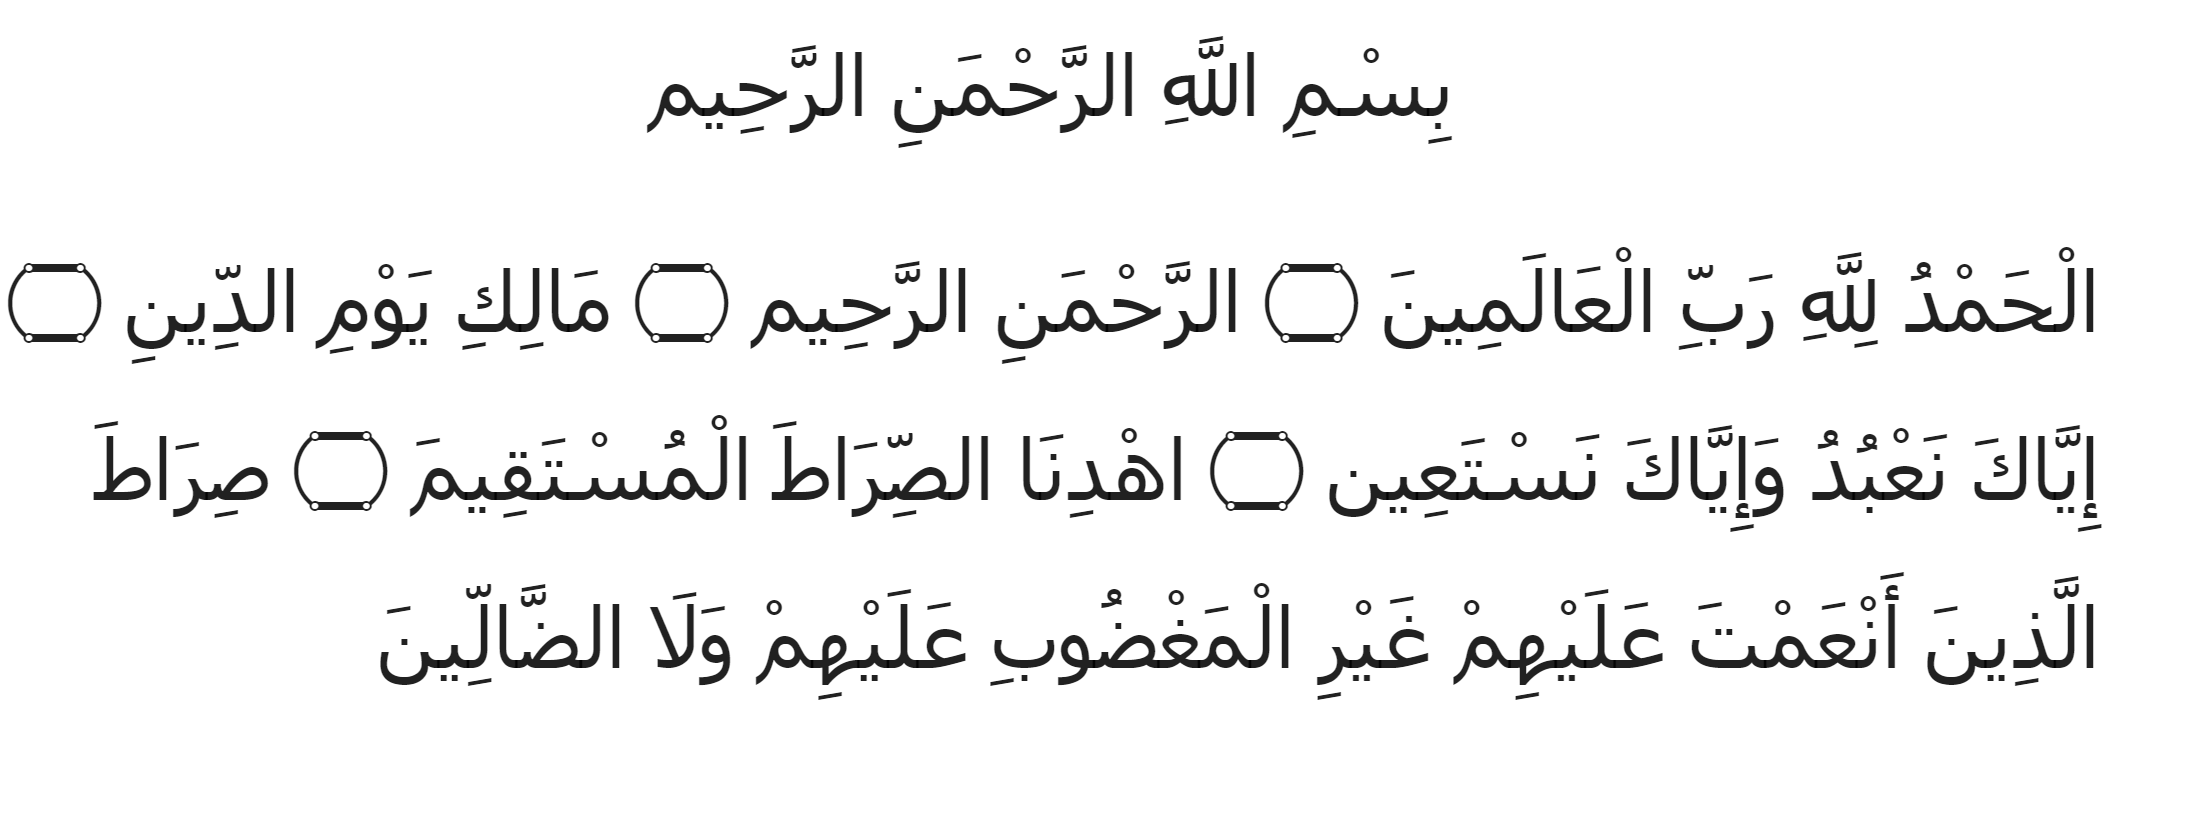 بِسْمِ اللَّهِ الرَّحْمَنِ الرَّحِيم
الْحَمْدُ لِلَّهِ رَبِّ الْعَالَمِينَ ۝ الرَّحْمَنِ الرَّحِيم ۝ مَالِكِ يَوْمِ الدِّينِ ۝
إِيَّاكَ نَعْبُدُ وَإِيَّاكَ نَسْتَعِين ۝ اهْدِنَا الصِّرَاطَ الْمُسْتَقِيمَ ۝ صِرَاطَ
الَّذِينَ أَنْعَمْتَ عَلَيْهِمْ غَيْرِ الْمَغْضُوبِ عَلَيْهِمْ وَلَا الضَّالِّينَ